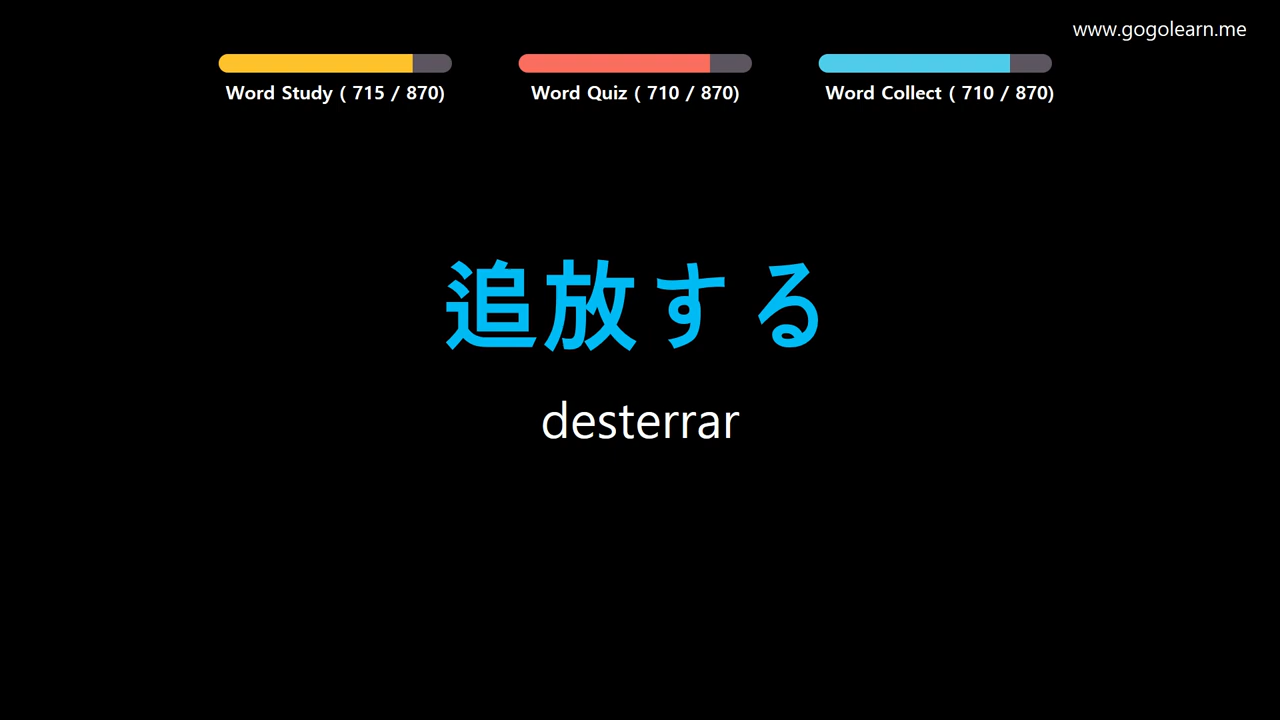 www.gogolearn.me
Word Study ( 715 / 870)
Word Quiz ( 710 / 870)
Word Collect ( 710 / 870)
追放する
desterrar